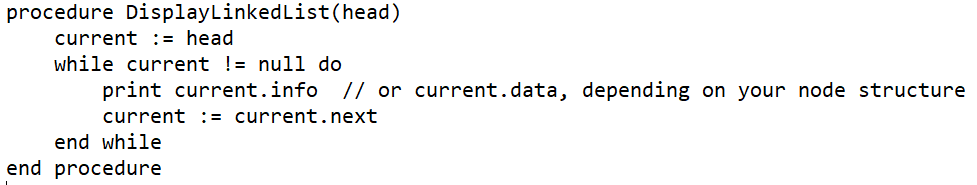 procedure DisplayLinkedList(head)
    current := head
    while current != null do
        print current.info  // or current.data, depending on your node structure
        current := current.next
    end while
end procedure